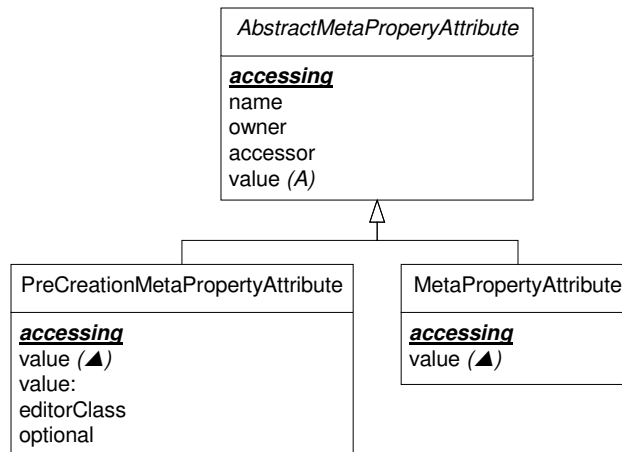 AbstractMetaProperyAttribute
accessing
name
owner
accessor
value (A)
PreCreationMetaPropertyAttribute
accessing
value (▲)
value:
editorClass
optional
MetaPropertyAttribute
accessing
value (▲)